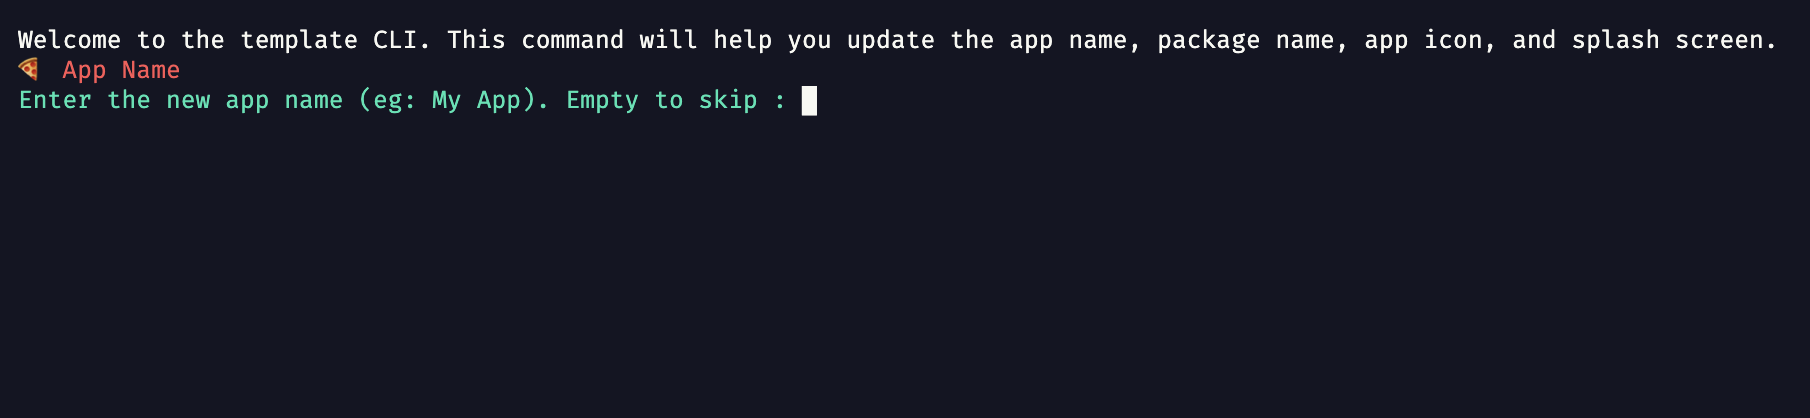 Welcome to the template CLI. This command will help you update the app name, package name, app icon, and splash screen.
🍕 App Name
Enter the new app name (eg: My App). Empty to skip :